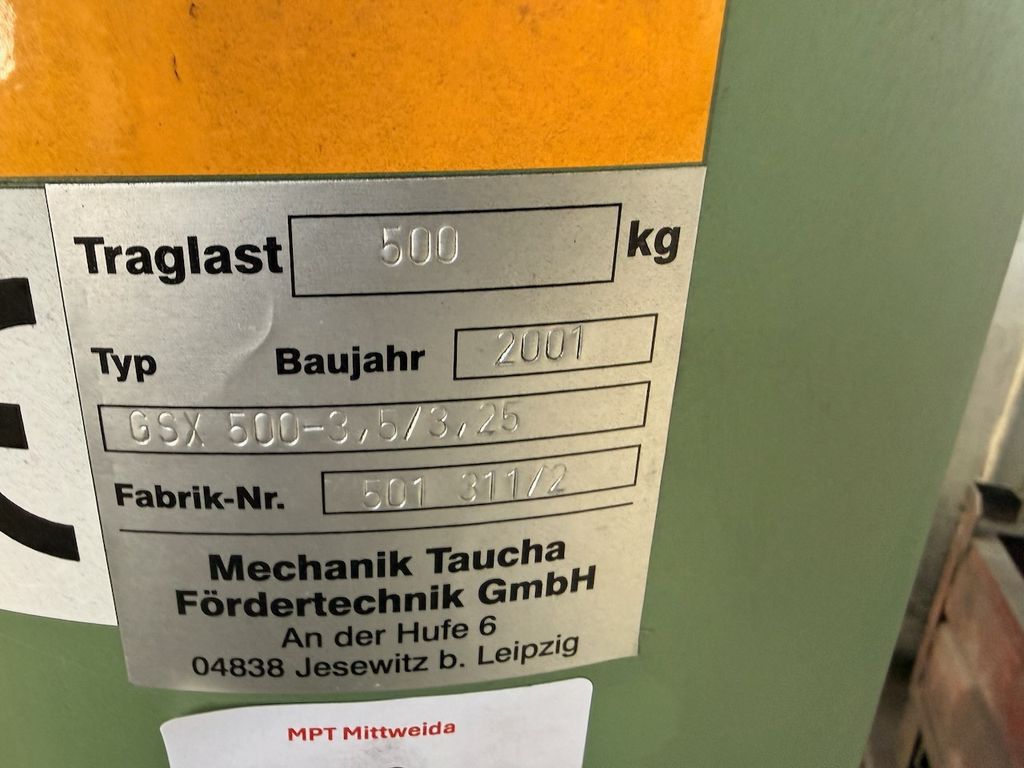 Traglast 500 kg
Typ Baujahr 2001
GSX 500-3,5/3,25
Fabrik-Nr. 501 311/2
Mechanik Taucha
Fördertechnik GmbH
An der Hufe 6
04838 Jesewitz b. Leipzig
MPT Mittweida